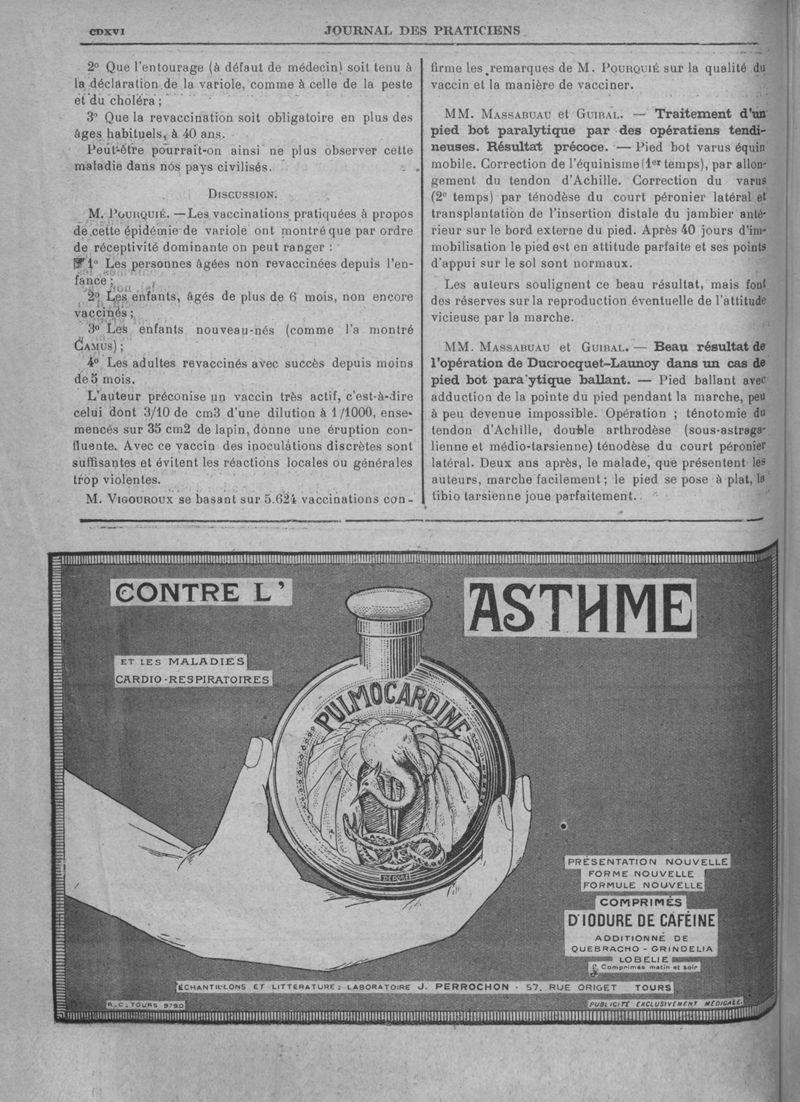 CDXVI
JOURNAL DES PRATICIENS
2° Que l'entourage (à défaut de médecin) soit tenu à
la déclaration de la variole, comme à celle de la peste
et du choléra ;
3° Que la revaccination soit obligatoire en plus des
âges habituels, à 40 ans.
Peut-être pourrait-on ainsi ne plus observer cette
maladie dans nos pays civilisés.
DISCUSSION.
M. POURQUIÉ. — Les vaccinations pratiquées à propos
de cette épidémie de variole ont montré que par ordre
de réceptivité dominante on peut ranger :
1° Les personnes âgées non revaccinées depuis l'en-
fance ;
2° Les enfants, âgés de plus de 6 mois, non encore
vaccinés ;
3° Les enfants nouveau-nés (comme l'a montré
CAMUS) ;
4° Les adultes revaccinés avec succès depuis moins
de 5 mois.
L'auteur préconise un vaccin très actif, c'est-à-dire
celui dont 3/10 de cm3 d'une dilution à 1/1000, ense-
mencés sur 35 cm2 de lapin, donne une éruption con-
fluente. Avec ce vaccin des inoculations discrètes sont
suffisantes et évitent les réactions locales ou générales
trop violentes.
M. VIGOUROUX se basant sur 5.624 vaccinations con-
firme les remarques de M. POURQUIÉ sur la qualité du
vaccin et la manière de vacciner.
MM. MASSABUAU et GUIBAL. — Traitement d'un
pied bot paralytique par des opératiens tendi-
neuses. Résultat précoce. — Pied bot varus équin
mobile. Correction de l'équinisme (1er temps), par allon-
gement du tendon d'Achille. Correction du varus
(2° temps) par ténodèse du court péronier latéral et
transplantation de l'insertion distale du jambier anté-
rieur sur le bord externe du pied. Après 40 jours d'im-
mobilisation le pied est en attitude parfaite et ses points
d'appui sur le sol sont normaux.
Les auteurs soulignent ce beau résultat, mais font
des réserves sur la reproduction éventuelle de l'attitude
vicieuse par la marche.
MM. MASSABUAU et GUIBAL. — Beau résultat de
l'opération de Ducrocquet-Launoy dans un cas de
pied bot para'ytique ballant. — Pied ballant avec
adduction de la pointe du pied pendant la marche, peu
à peu devenue impossible. Opération ; ténotomie du
tendon d'Achille, double arthrodèse (sous-astraga-
lienne et médio-tarsienne) ténodèse du court péronier
latéral. Deux ans après, le malade, que présentent les
auteurs, marche facilement ; le pied se pose à plat, la
tibio tarsienne joue parfaitement.
CONTRE L'
ASTHME
ET LES MALADIES
CARDIO-RESPIRATOIRES
PULMOCARDINE
PRÉSENTATION NOUVELLE
FORME NOUVELLE
FORMULE NOUVELLE
COMPRIMÉS
D'IODURE DE CAFÉINE
ADDITIONNÉ DE
QUEBRACHO - GRINDELIA
LOBELIE
Comprimés matin et soir
ÉCHANTILLONS ET LITTÉRATURE : LABORATOIRE J. PERROCHON - 57, RUE ORIGET TOURS
R.C. TOURS 9790
PUBLICITÉ EXCLUSIVEMENT MÉDICALE.